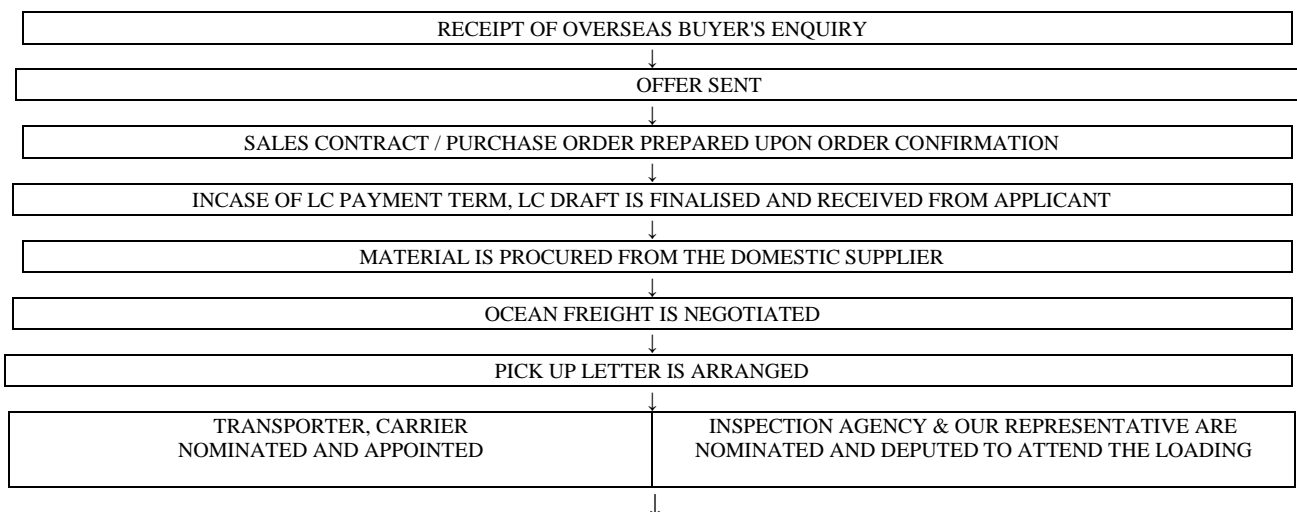 RECEIPT OF OVERSEAS BUYER'S ENQUIRY
↓
OFFER SENT
↓
SALES CONTRACT / PURCHASE ORDER PREPARED UPON ORDER CONFIRMATION
↓
INCASE OF LC PAYMENT TERM, LC DRAFT IS FINALISED AND RECEIVED FROM APPLICANT
↓
MATERIAL IS PROCURED FROM THE DOMESTIC SUPPLIER
↓
OCEAN FREIGHT IS NEGOTIATED
↓
PICK UP LETTER IS ARRANGED
↓
TRANSPORTER, CARRIER
NOMINATED AND APPOINTED
INSPECTION AGENCY & OUR REPRESENTATIVE ARE
NOMINATED AND DEPUTED TO ATTEND THE LOADING
↓